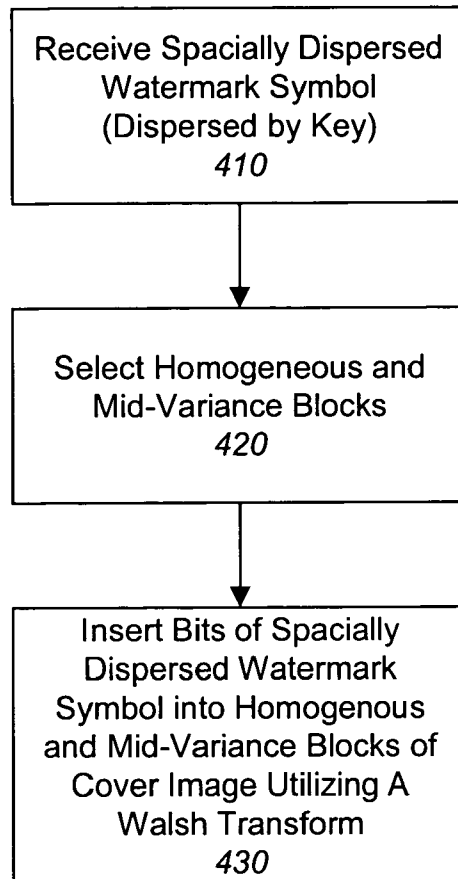 Receive Spacially Dispersed
Watermark Symbol
(Dispersed by Key)
410
Select Homogeneous and
Mid-Variance Blocks
420
Insert Bits of Spacially
Dispersed Watermark
Symbol into Homogenous
and Mid-Variance Blocks of
Cover Image Utilizing A
Walsh Transform
430